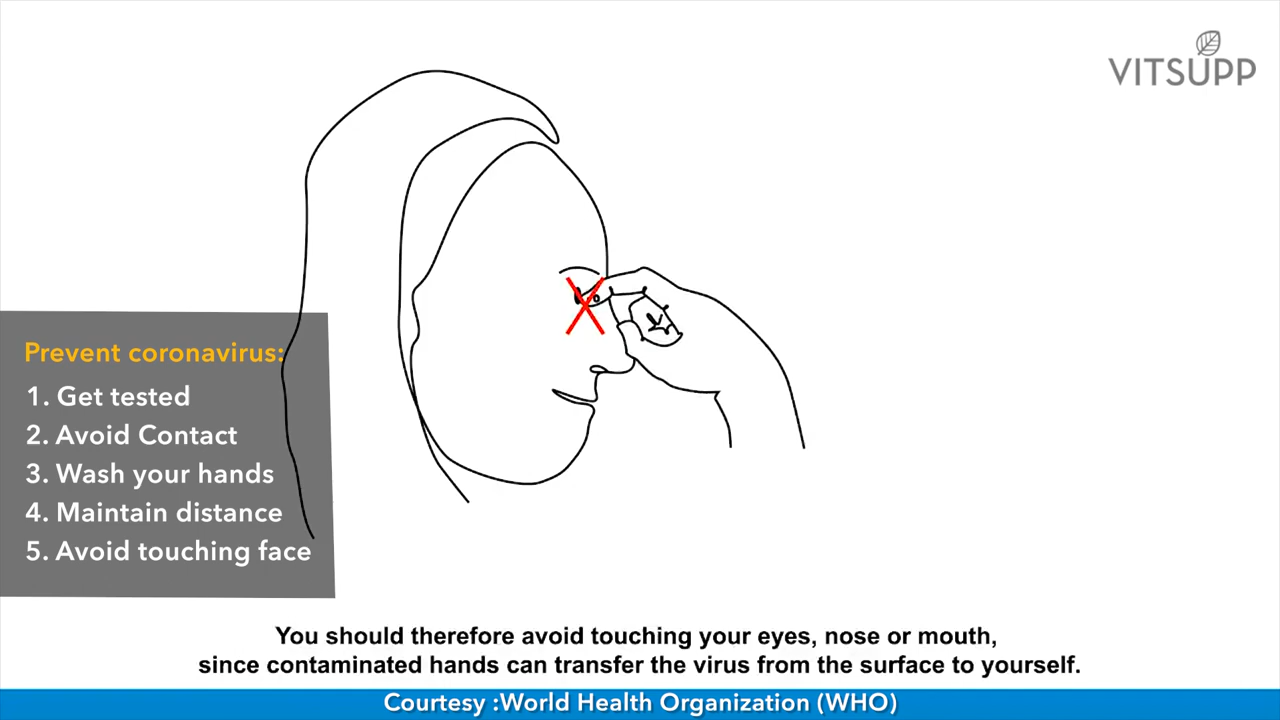 VITSUPP
Prevent coronavirus:
1. Get tested
2. Avoid Contact
3. Wash your hands
4. Maintain distance
5. Avoid touching face
You should therefore avoid touching your eyes, nose or mouth,
since contaminated hands can transfer the virus from the surface to yourself.
Courtesy :World Health Organization (WHO)